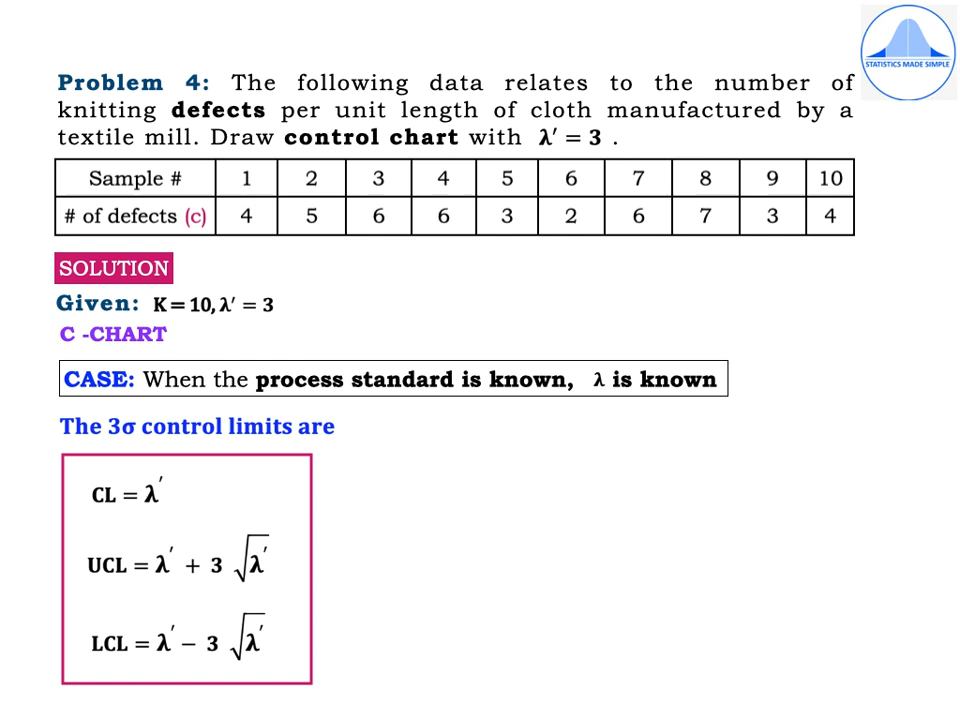 STATISTICS MADE SIMPLE
Problem 4: The following data relates to the number of
knitting defects per unit length of cloth manufactured by a
textile mill. Draw control chart with λ′ = 3 .
Sample # 1 2 3 4 5 6 7 8 9 10
# of defects (c) 4 5 6 6 3 2 6 7 3 4
SOLUTION
Given: K = 10, λ′ = 3
C -CHART
CASE: When the process standard is known, λ is known
The 3σ control limits are
CL = λ′
UCL = λ′ + 3 √λ′
LCL = λ′ − 3 √λ′